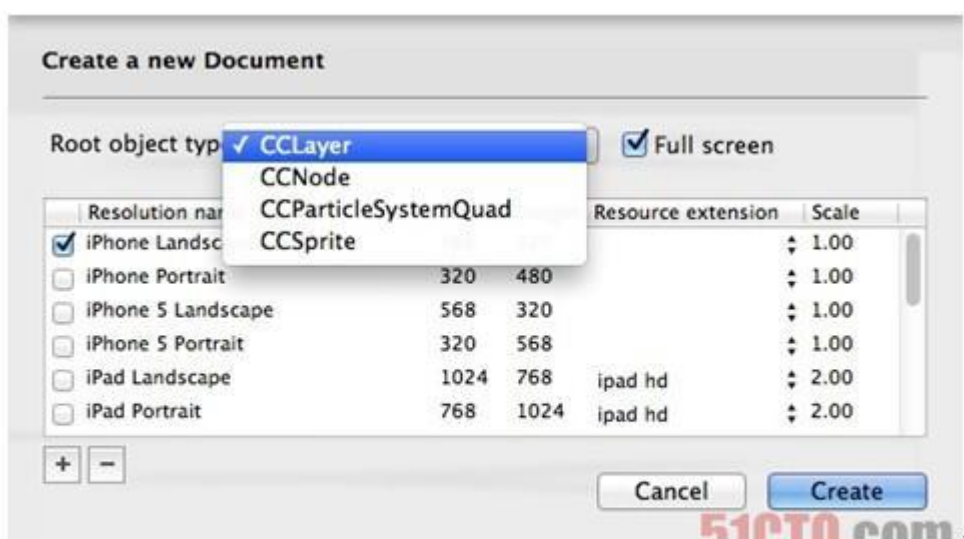 Create a new Document
Root object typ ✓ CCLayer Full screen
CCNode
CCParticleSystemQuad
CCSprite
Resolution nar Resource extension Scale
iPhone Landsc 1.00
iPhone Portrait 320 480 1.00
iPhone 5 Landscape 568 320 1.00
iPhone 5 Portrait 320 568 1.00
iPad Landscape 1024 768 ipad hd 2.00
iPad Portrait 768 1024 ipad hd 2.00
+ −
Cancel Create
51CTO.com